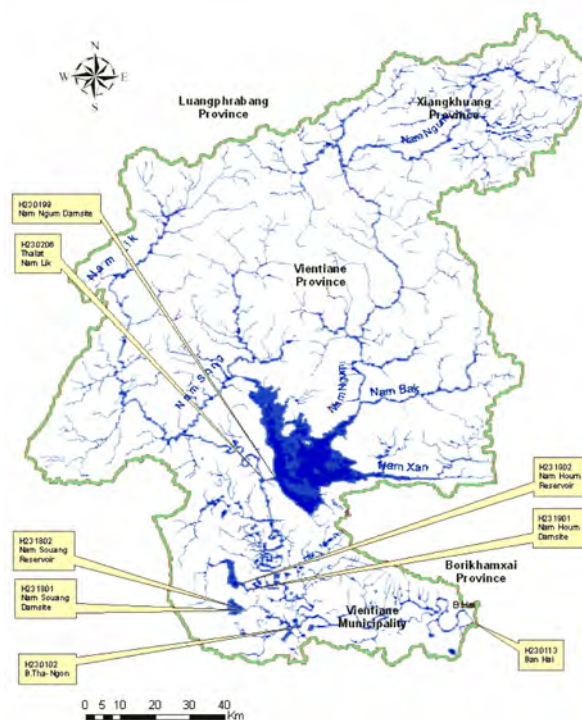 N
W E
S
Luangphrabang
Province
Xiangkhuang
Province
Nam Ngum
H230199
Nam Ngum Damsite
H230206
Thalat
Nam Lik
Nam Lik
Vientiane
Province
Nam Song
Nam Ngum
Nam Bak
Nam Xan
H231902
Nam Houm
Reservoir
H231901
Nam Houm
Damsite
H231802
Nam Souang
Reservoir
H231801
Nam Souang
Damsite
Borikhamxai
Province
Vientiane
Municipality
B.Hai
H230102
B.Tha-Ngon
H230113
Ban Hai
0 5 10 20 30 40
Km